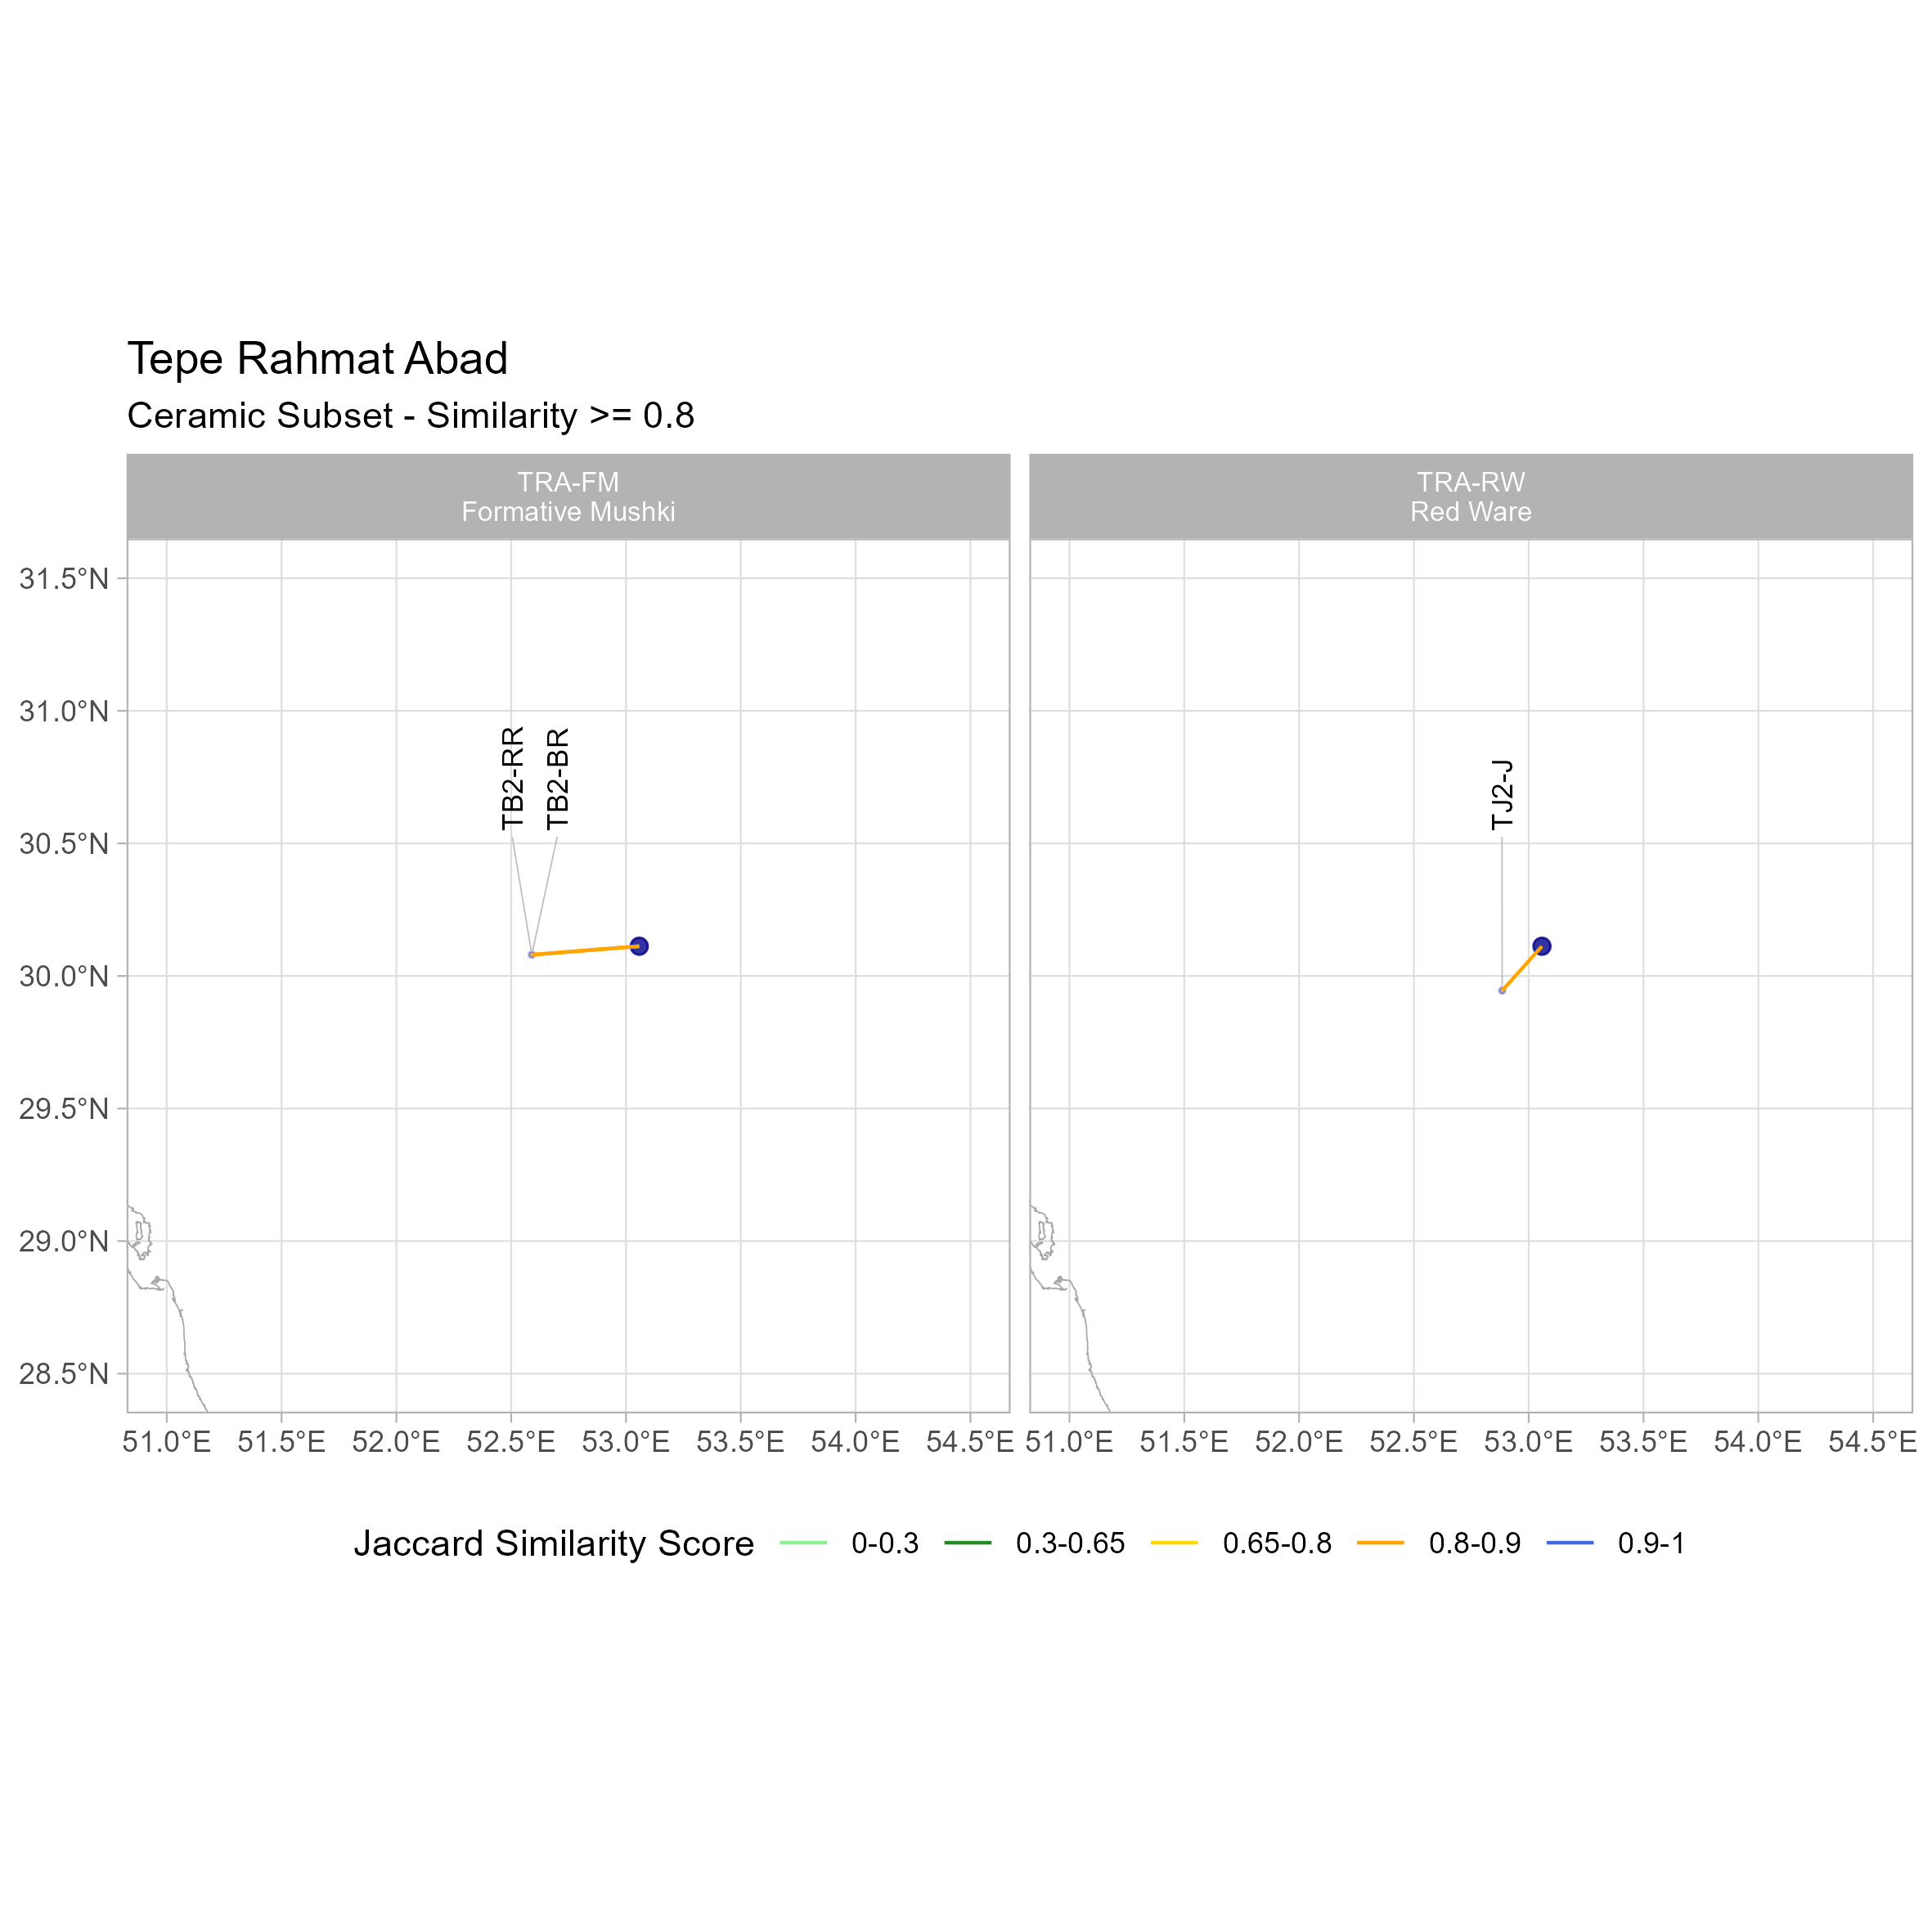 Tepe Rahmat Abad
Ceramic Subset - Similarity >= 0.8
TRA-FM
Formative Mushki
TRA-RW
Red Ware
31.5°N
31.0°N
30.5°N
30.0°N
29.5°N
29.0°N
28.5°N
TB2-RR
TB2-BR
TJ2-J
51.0°E 51.5°E 52.0°E 52.5°E 53.0°E 53.5°E 54.0°E 54.5°E
51.0°E 51.5°E 52.0°E 52.5°E 53.0°E 53.5°E 54.0°E 54.5°E
Jaccard Similarity Score 0-0.3 0.3-0.65 0.65-0.8 0.8-0.9 0.9-1